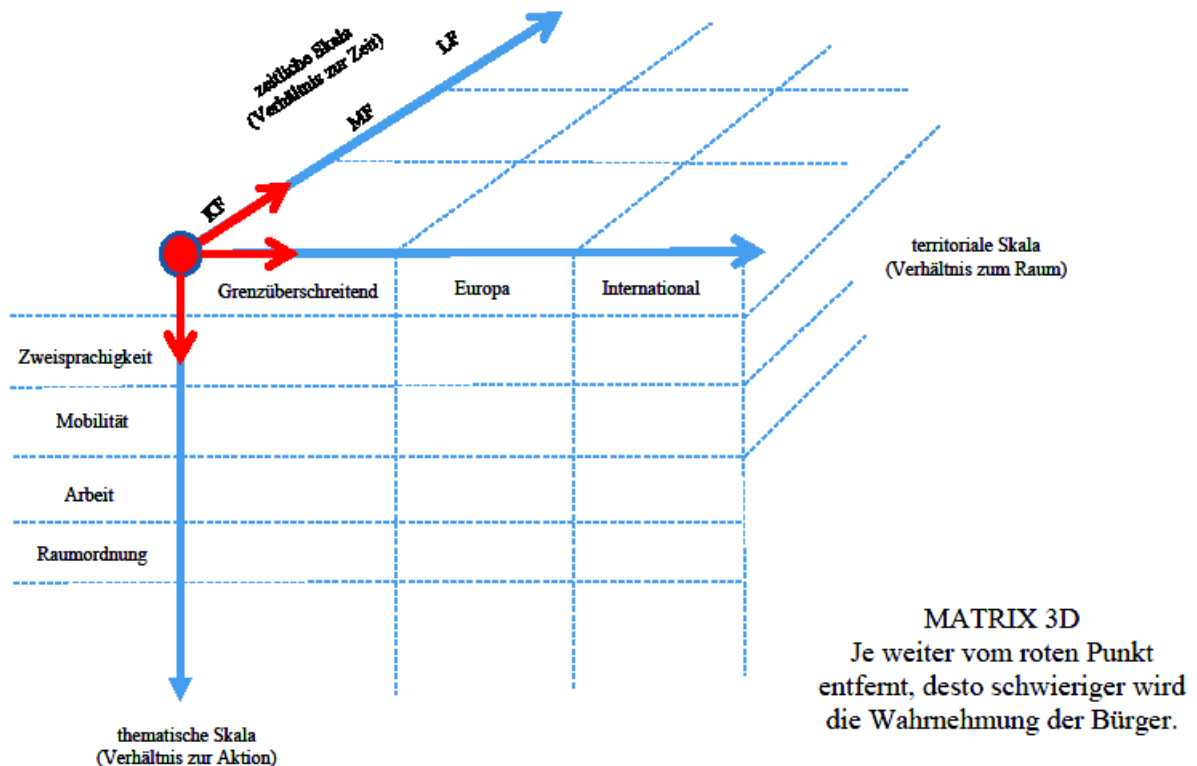 zeitliche Skala
(Verhältnis zur Zeit)
LF
MF
KF
territoriale Skala
(Verhältnis zum Raum)
Grenzüberschreitend
Europa
International
Zweisprachigkeit
Mobilität
Arbeit
Raumordnung
MATRIX 3D
Je weiter vom roten Punkt
entfernt, desto schwieriger wird
die Wahrnehmung der Bürger.
thematische Skala
(Verhältnis zur Aktion)